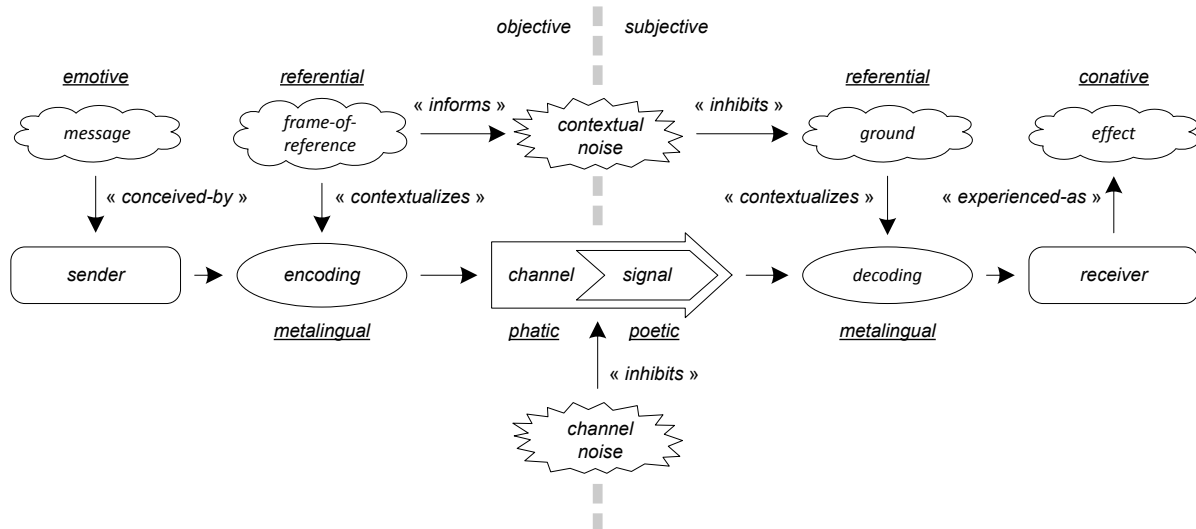 objective
subjective
emotive
referential
referential
conative
message
frame-of-
reference
« informs »
contextual
noise
« inhibits »
ground
effect
« conceived-by »
« contextualizes »
« contextualizes »
« experienced-as »
sender
encoding
channel
signal
decoding
receiver
metalingual
phatic
poetic
metalingual
« inhibits »
channel
noise